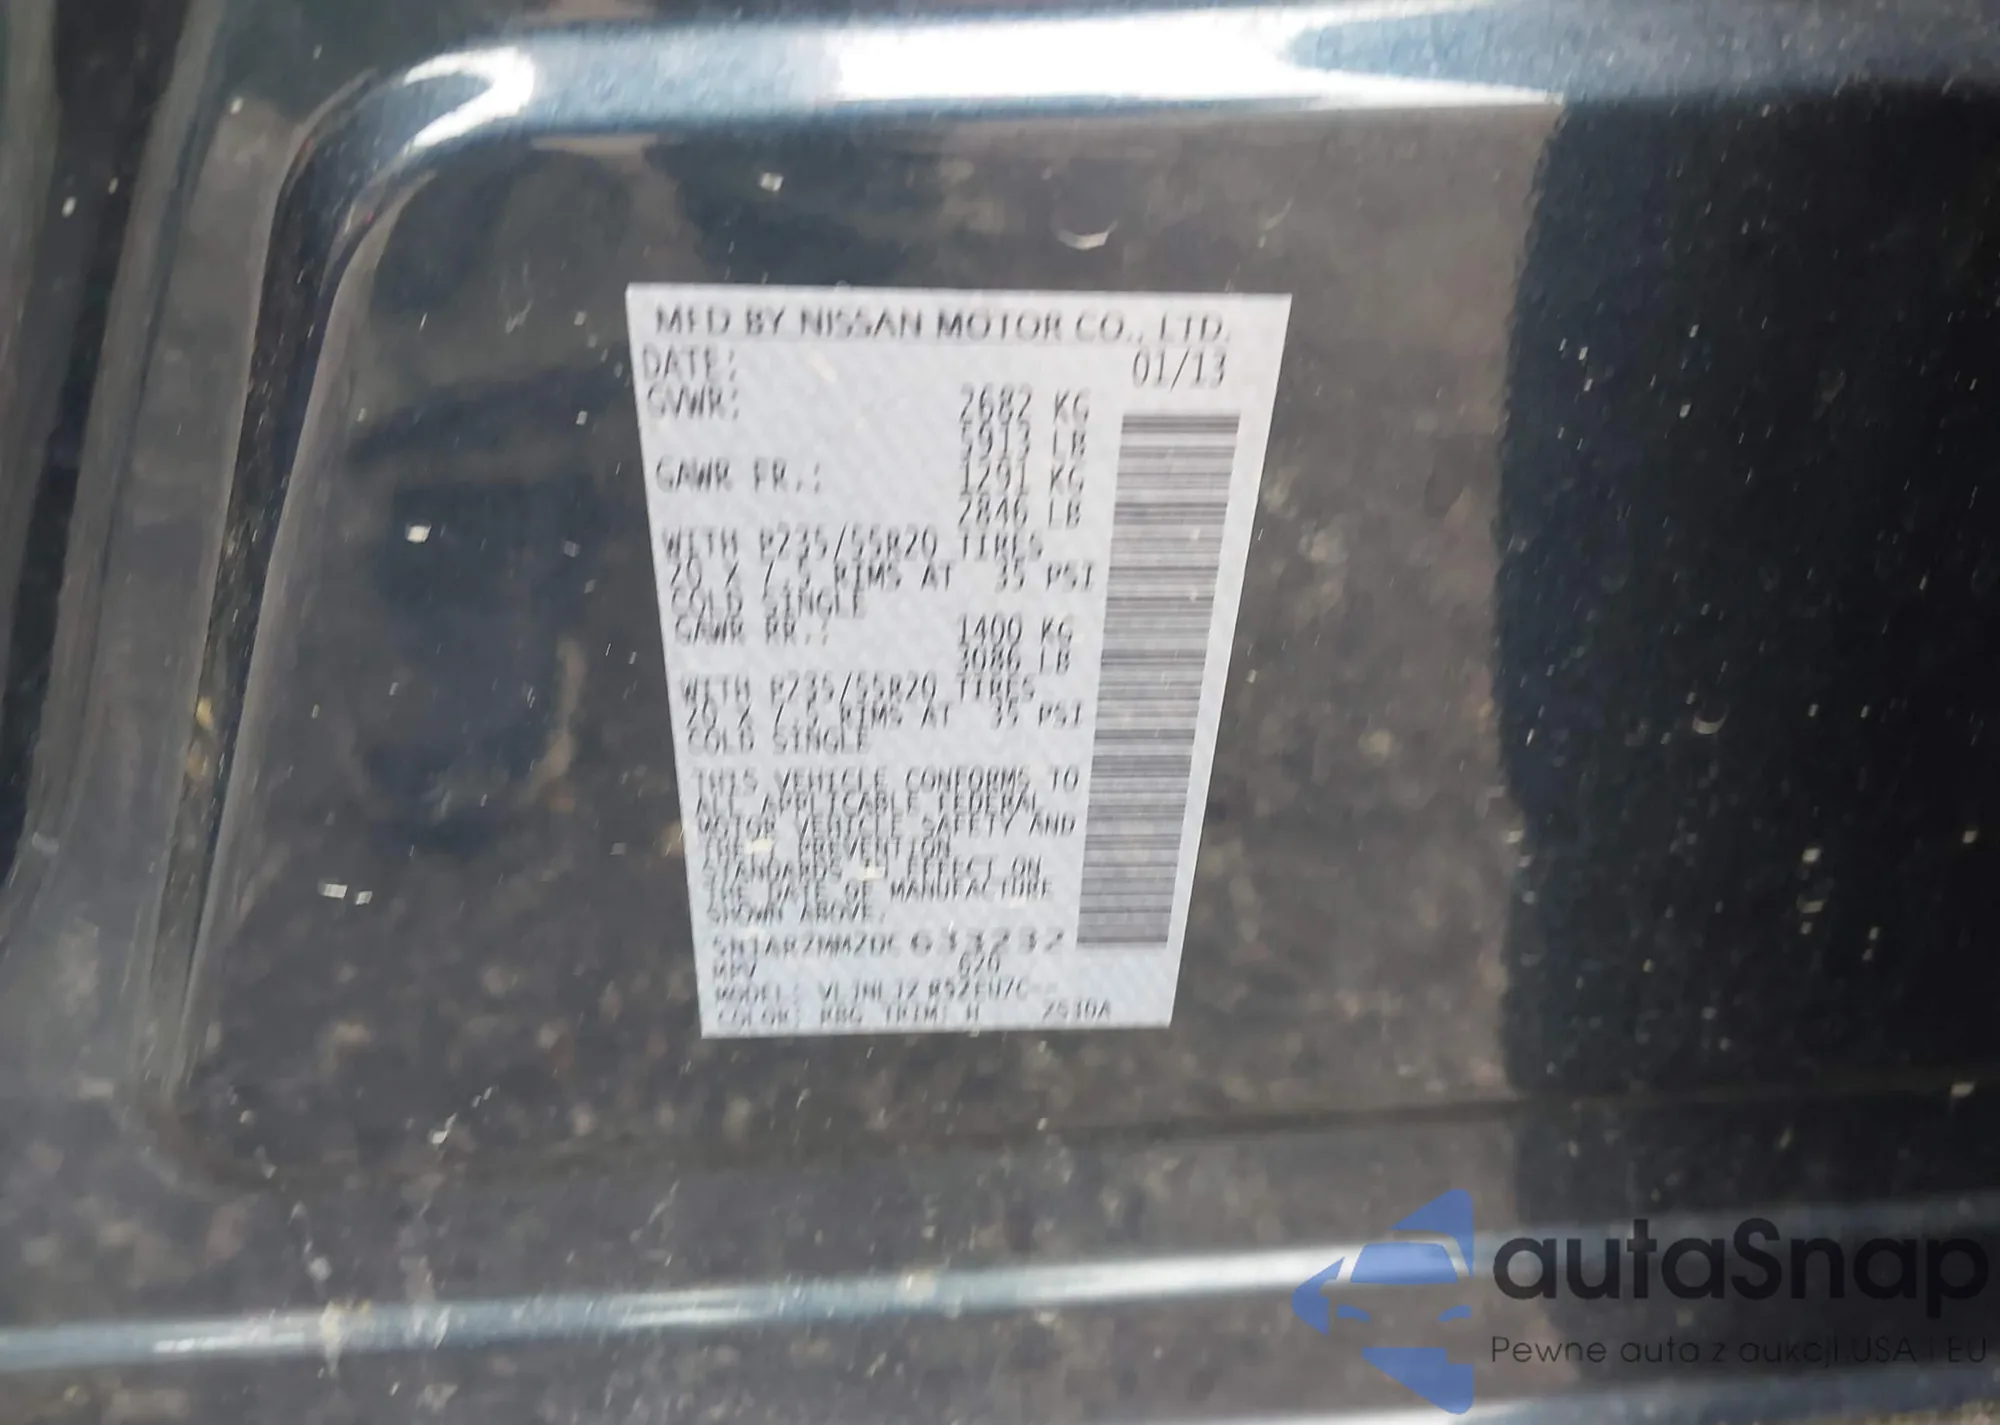 MFD BY NISSAN MOTOR CO., LTD.
DATE: 01/13
GVWR: 2682 KG
5913 LB
GAWR FR.: 1291 KG
2846 LB
WITH P235/55R20 TIRES
20 X 7.5 RIMS AT 35 PSI
COLD SINGLE
GAWR RR.: 1400 KG
3086 LB
WITH P235/55R20 TIRES
20 X 7.5 RIMS AT 35 PSI
COLD SINGLE
THIS VEHICLE CONFORMS TO
ALL APPLICABLE FEDERAL
MOTOR VEHICLE SAFETY AND
PREVENTION
STANDARDS IN EFFECT ON
THE DATE OF MANUFACTURE
SHOWN ABOVE.
5N1AR2MM2DC633232
MPV
MODEL:
COLOR: TRIM:
autaSnap
Pewne auta z aukcji USA i EU